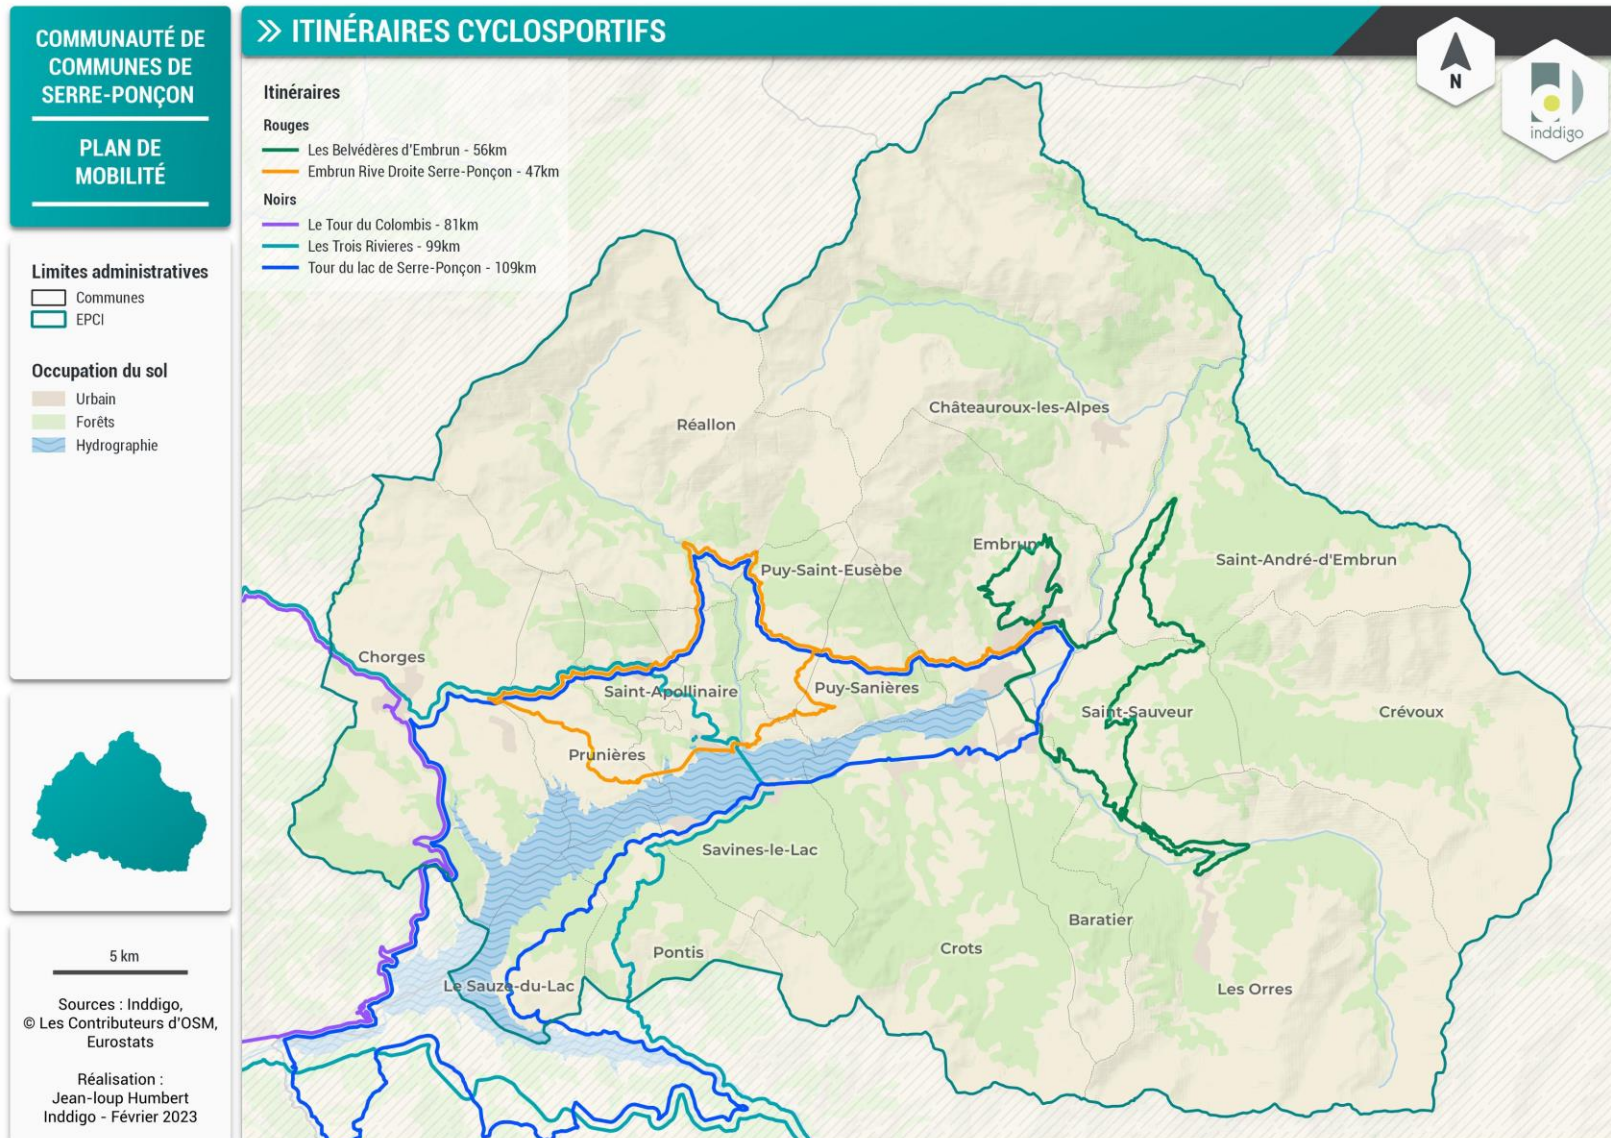 COMMUNAUTÉ DE
COMMUNES DE
SERRE-PONÇON
PLAN DE
MOBILITÉ
>> ITINÉRAIRES CYCLOSPORTIFS
N
inddigo
Itinéraires
Rouges
Les Belvédères d'Embrun - 56km
Embrun Rive Droite Serre-Ponçon - 47km
Noirs
Le Tour du Colombis - 81km
Les Trois Rivieres - 99km
Tour du lac de Serre-Ponçon - 109km
Limites administratives
Communes
EPCI
Occupation du sol
Urbain
Forêts
Hydrographie
Réallon
Châteauroux-les-Alpes
Embrun
Puy-Saint-Eusèbe
Saint-André-d'Embrun
Chorges
Saint-Apollinaire
Puy-Sanières
Saint-Sauveur
Crévoux
Prunières
Savines-le-Lac
Baratier
Pontis
Crots
Le Sauze-du-Lac
Les Orres
5 km
Sources : Inddigo,
© Les Contributeurs d'OSM,
Eurostats
Réalisation :
Jean-loup Humbert
Inddigo - Février 2023